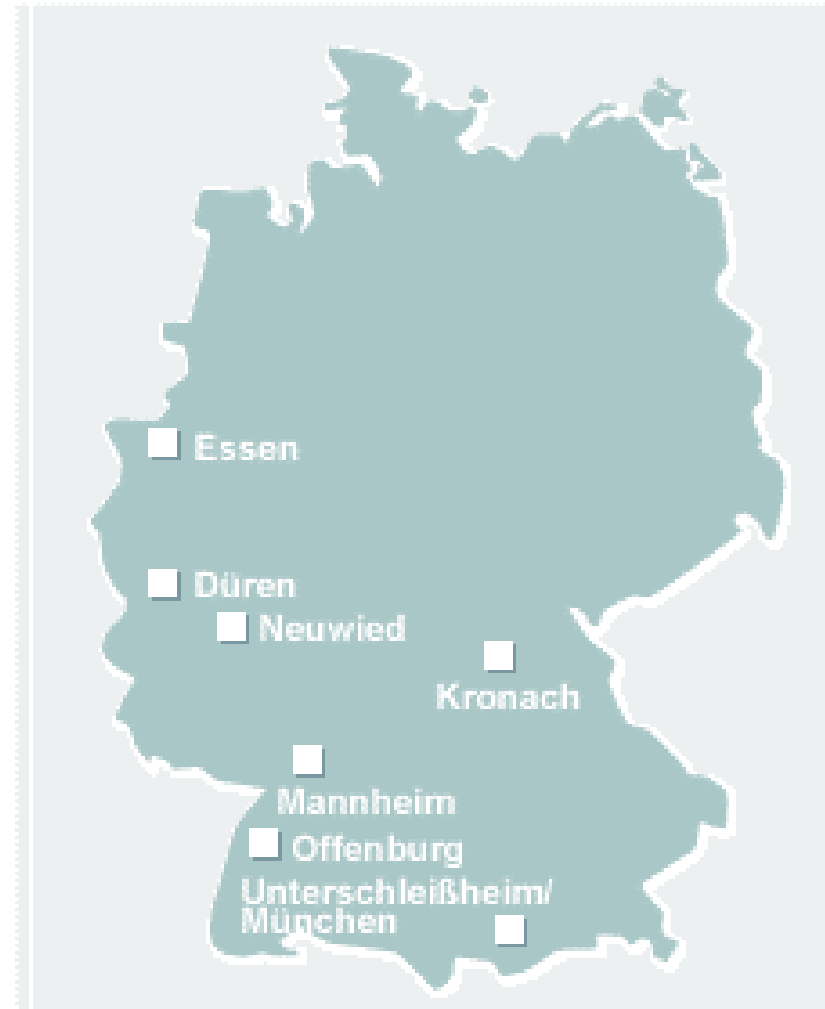 Essen
Düren
Neuwied
Kronach
Mannheim
Offenburg
Unterschleißheim/
München